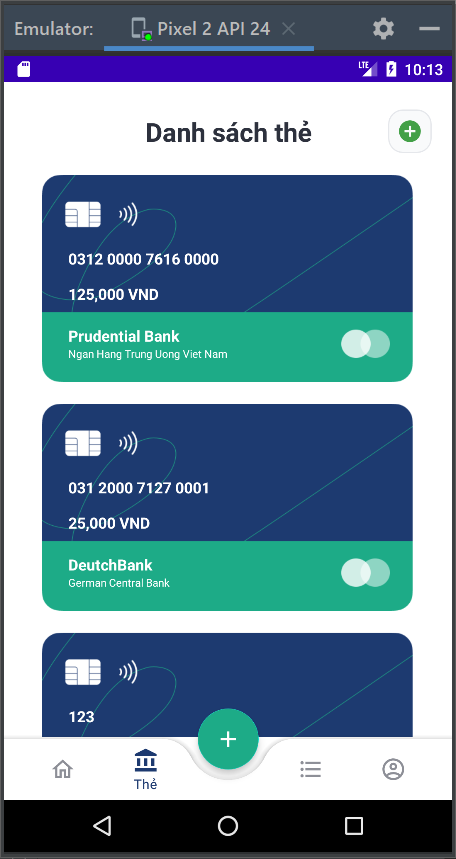 Emulator:
Pixel 2 API 24
LTE
10:13
Danh sách thẻ
0312 0000 7616 0000
125,000 VND
Prudential Bank
Ngan Hang Trung Uong Viet Nam
031 2000 7127 0001
25,000 VND
DeutchBank
German Central Bank
123
Thẻ